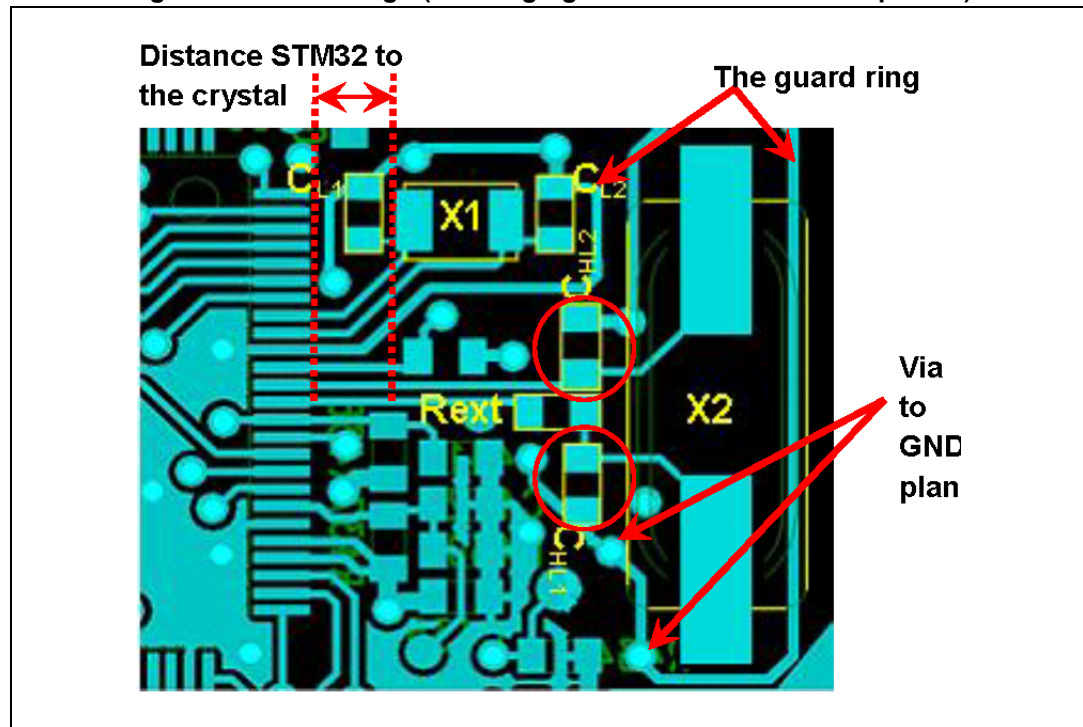 Distance STM32 to
the crystal
The guard ring
CL1
X1
CL2
CHL2
Rext
X2
CHL1
Via
to
GND
plan